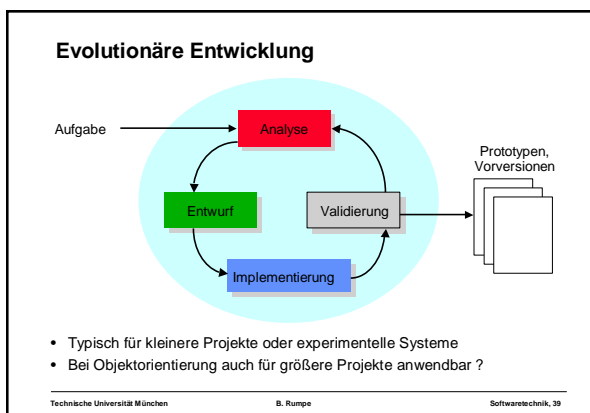 Evolutionäre Entwicklung
Aufgabe
Analyse
Prototypen,
Vorversionen
Entwurf
Validierung
Implementierung
• Typisch für kleinere Projekte oder experimentelle Systeme
• Bei Objektorientierung auch für größere Projekte anwendbar ?
Technische Universität München B. Rumpe Softwaretechnik, 39